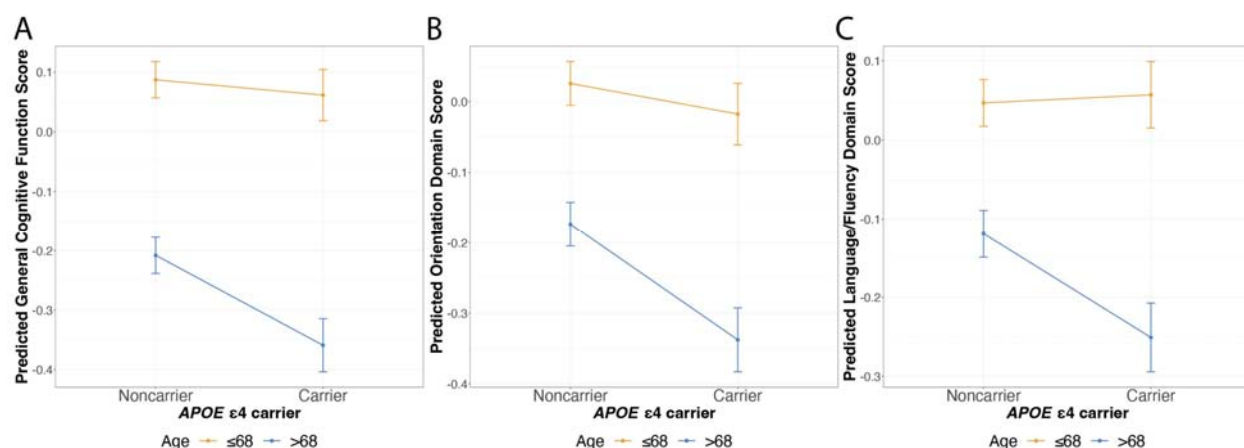 A
Predicted General Cognitive Function Score
0.1
0.0
-0.1
-0.2
-0.3
-0.4
Noncarrier Carrier
APOE ε4 carrier
Age ≤68 >68
B
Predicted Orientation Domain Score
0.0
-0.1
-0.2
-0.3
-0.4
Noncarrier Carrier
APOE ε4 carrier
Age ≤68 >68
C
Predicted Language/Fluency Domain Score
0.1
0.0
-0.1
-0.2
-0.3
Noncarrier Carrier
APOE ε4 carrier
Age ≤68 >68